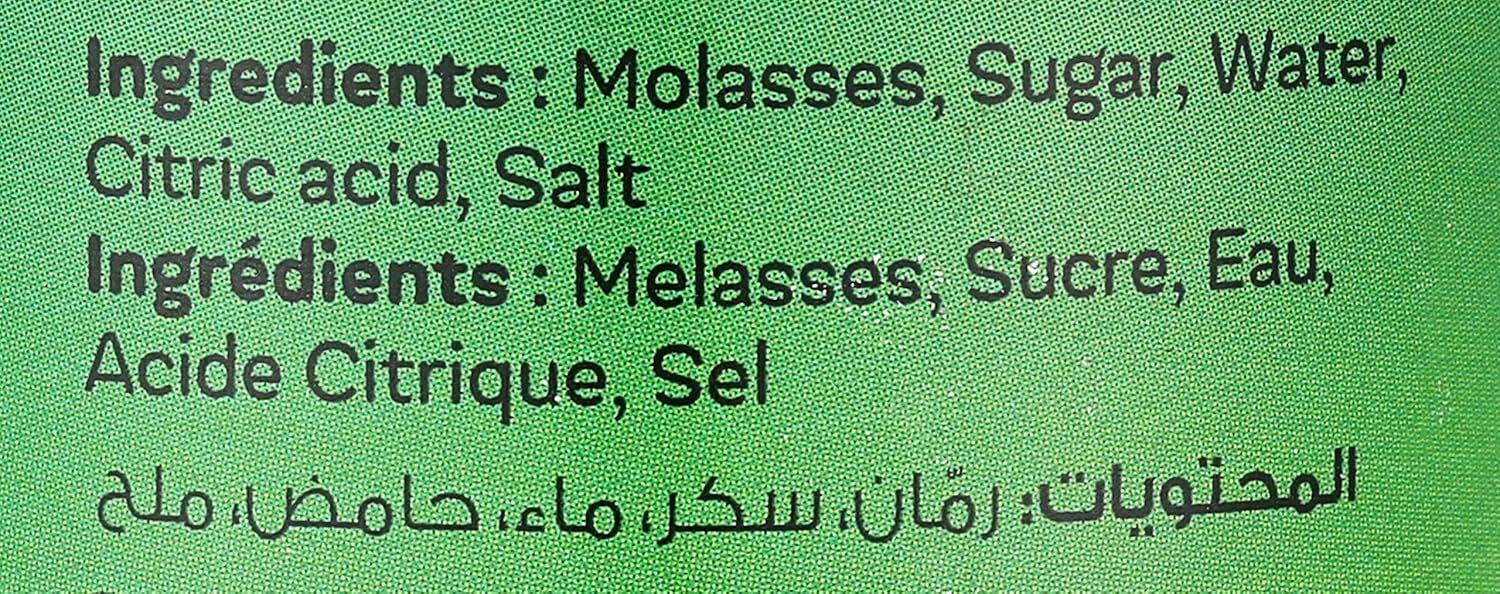 Ingredients : Molasses, Sugar, Water,
Citric acid, Salt
Ingrédients : Melasses, Sucre, Eau,
Acide Citrique, Sel
المحتويات: رمّان، سكر، ماء، حامض، ملح